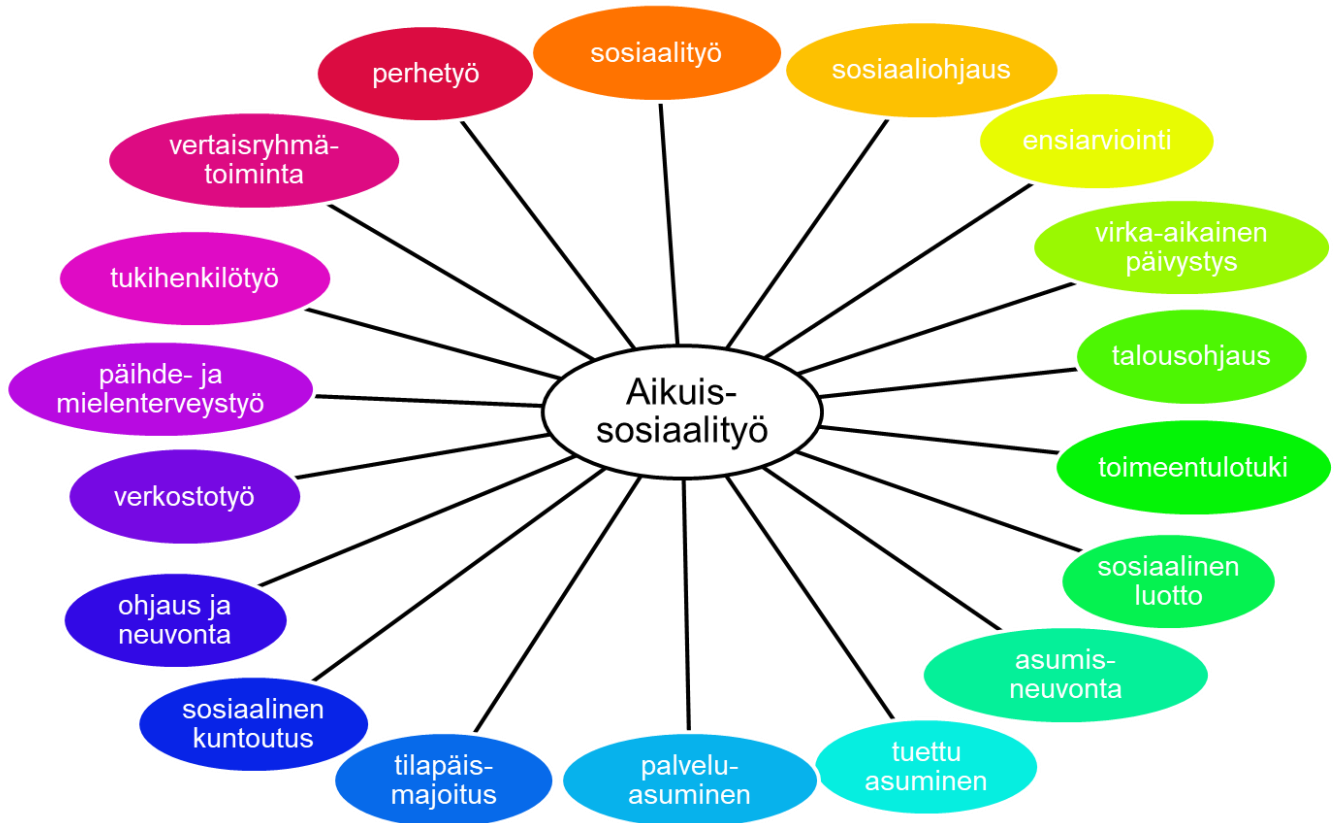 sosiaalityö
sosiaaliohjaus
ensiarviointi
virka-aikainen
päivystys
talousohjaus
toimeentulotuki
sosiaalinen
luotto
asumis-
neuvonta
tuettu
asuminen
palvelu-
asuminen
tilapäis-
majoitus
sosiaalinen
kuntoutus
ohjaus ja
neuvonta
verkostotyö
päihde- ja
mielenterveystyö
tukihenkilötyö
vertaisryhmä-
toiminta
perhetyö
Aikuis-
sosiaalityö